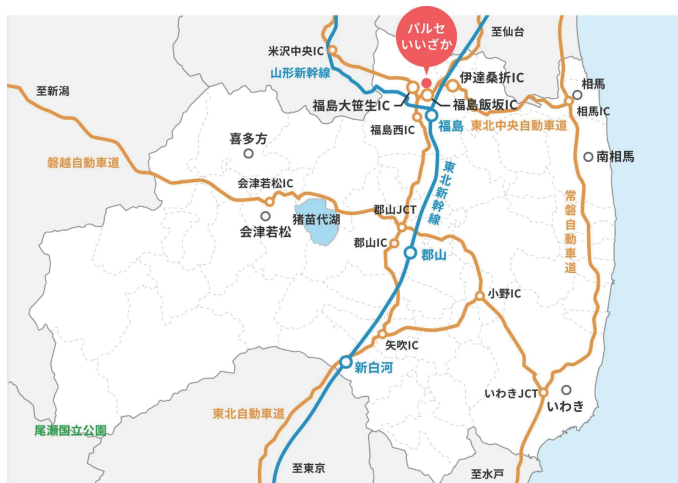 パルセ
いいざか
至仙台
米沢中央IC
山形新幹線
伊達桑折IC
至新潟
相馬
福島大笹生IC
福島飯坂IC
相馬IC
福島西IC
福島
東北中央自動車道
喜多方
南相馬
磐越自動車道
東北新幹線
会津若松IC
常磐自動車道
猪苗代湖
郡山JCT
会津若松
郡山IC
郡山
小野IC
矢吹IC
新白河
いわきJCT
いわき
東北自動車道
尾瀬国立公園
至東京
至水戸